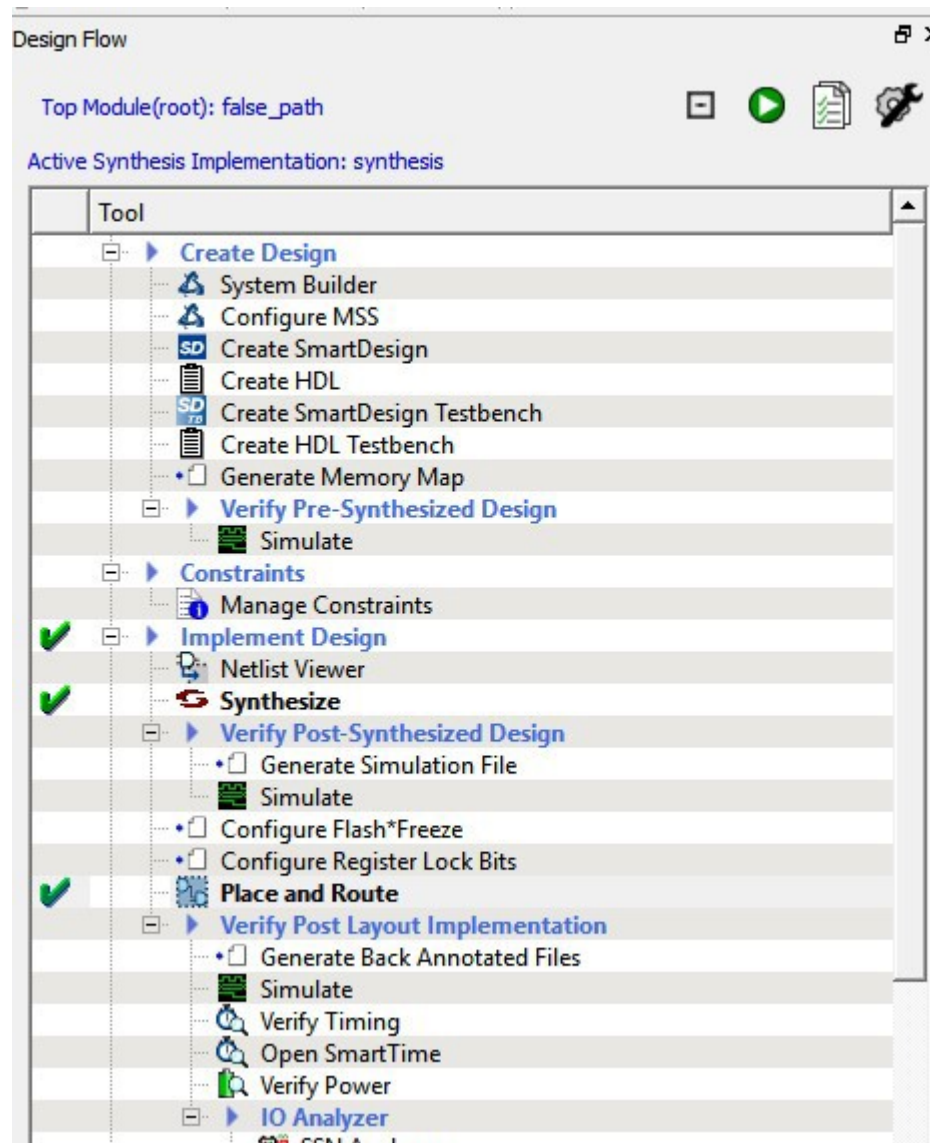 Design Flow
Top Module(root): false_path
Active Synthesis Implementation: synthesis
Tool
Create Design
System Builder
Configure MSS
SD Create SmartDesign
Create HDL
SD TB Create SmartDesign Testbench
Create HDL Testbench
Generate Memory Map
Verify Pre-Synthesized Design
Simulate
Constraints
Manage Constraints
Implement Design
Netlist Viewer
Synthesize
Verify Post-Synthesized Design
Generate Simulation File
Simulate
Configure Flash*Freeze
Configure Register Lock Bits
Place and Route
Verify Post Layout Implementation
Generate Back Annotated Files
Simulate
Verify Timing
Open SmartTime
Verify Power
IO Analyzer